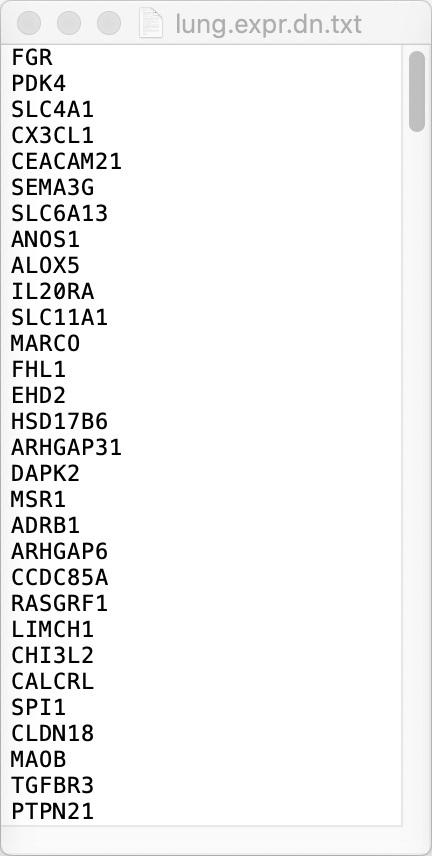 lung.expr.dn.txt
FGR
PDK4
SLC4A1
CX3CL1
CEACAM21
SEMA3G
SLC6A13
ANOS1
ALOX5
IL20RA
SLC11A1
MARCO
FHL1
EHD2
HSD17B6
ARHGAP31
DAPK2
MSR1
ADRB1
ARHGAP6
CCDC85A
RASGRF1
LIMCH1
CHI3L2
CALCRL
SPI1
CLDN18
MAOB
TGFBR3
PTPN21